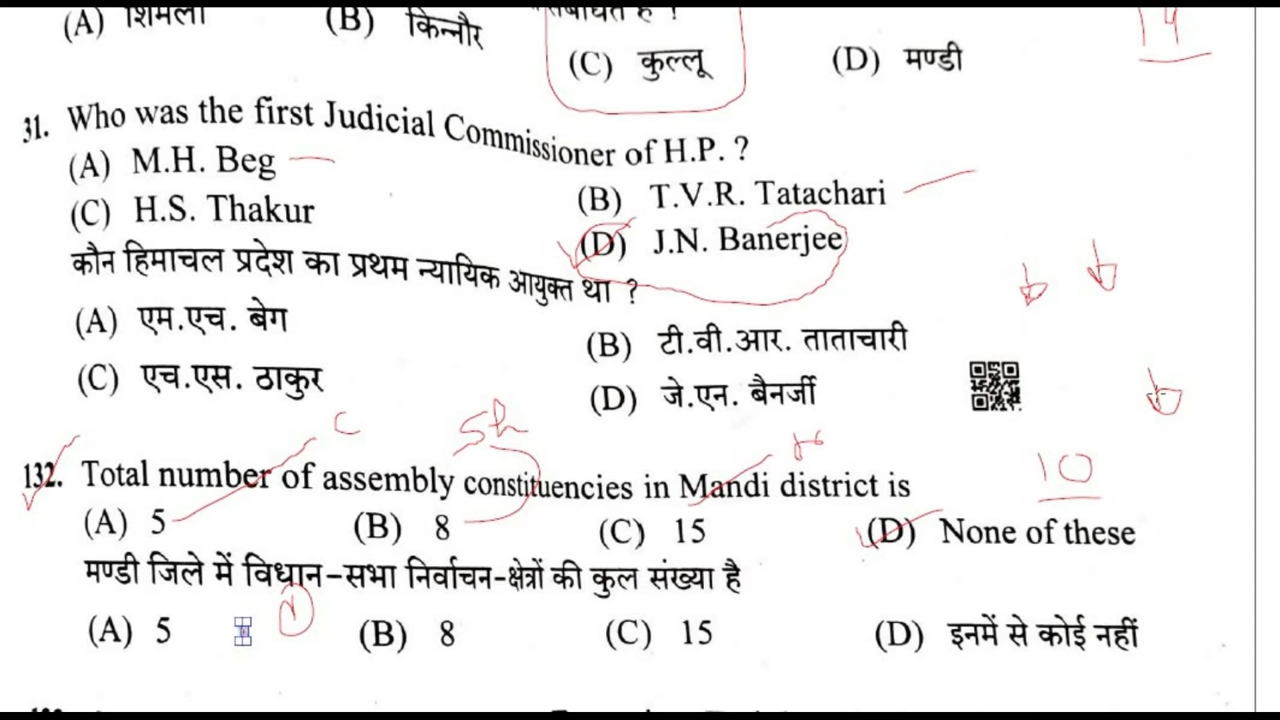 (A) शिमला (B) किन्नौर
(C) कुल्लू (D) मण्डी
14
31. Who was the first Judicial Commissioner of H.P. ?
(A) M.H. Beg
(B) T.V.R. Tatachari
(C) H.S. Thakur
(D) J.N. Banerjee
कौन हिमाचल प्रदेश का प्रथम न्यायिक आयुक्त था ?
(A) एम.एच. बेग
(B) टी.वी.आर. ताताचारी
(C) एच.एस. ठाकुर
(D) जे.एन. बैनर्जी
c Sh
132. Total number of assembly constituencies in Mandi district is
10
(A) 5 (B) 8 (C) 15 (D) None of these
मण्डी जिले में विधान-सभा निर्वाचन-क्षेत्रों की कुल संख्या है
(A) 5 (B) 8 (C) 15 (D) इनमें से कोई नहीं